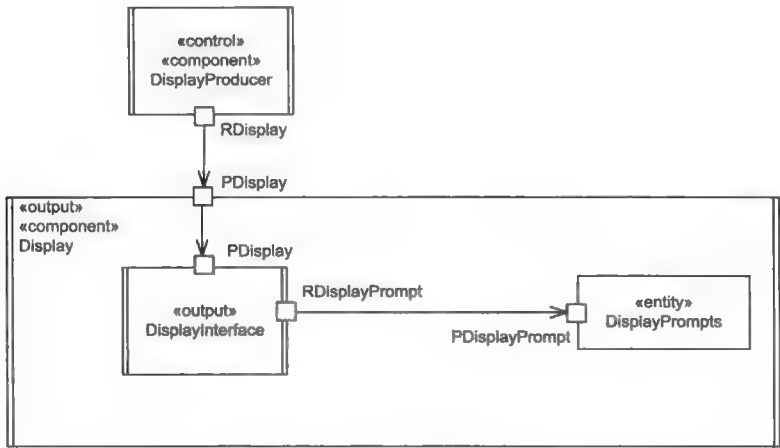 «control»
«component»
DisplayProducer
RDisplay
PDisplay
«output»
«component»
Display
PDisplay
«output»
DisplayInterface
RDisplayPrompt
PDisplayPrompt
«entity»
DisplayPrompts